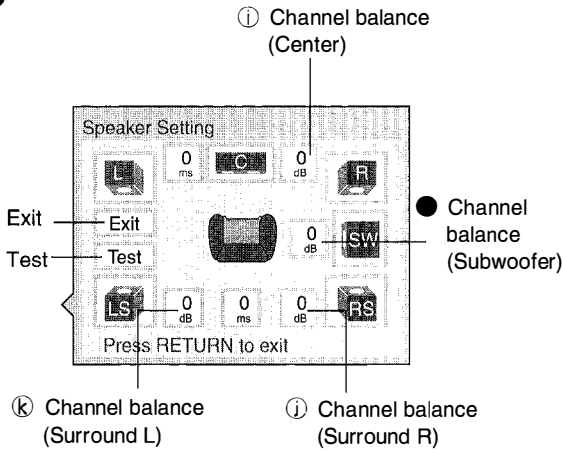 ⓘ Channel balance
(Center)
Speaker Setting
L
0
ms
C
0
dB
R
Exit
Exit
0
dB
SW
● Channel
balance
(Subwoofer)
Test
Test
LS
0
dB
0
ms
0
dB
RS
Press RETURN to exit
ⓚ Channel balance
(Surround L)
ⓙ Channel balance
(Surround R)